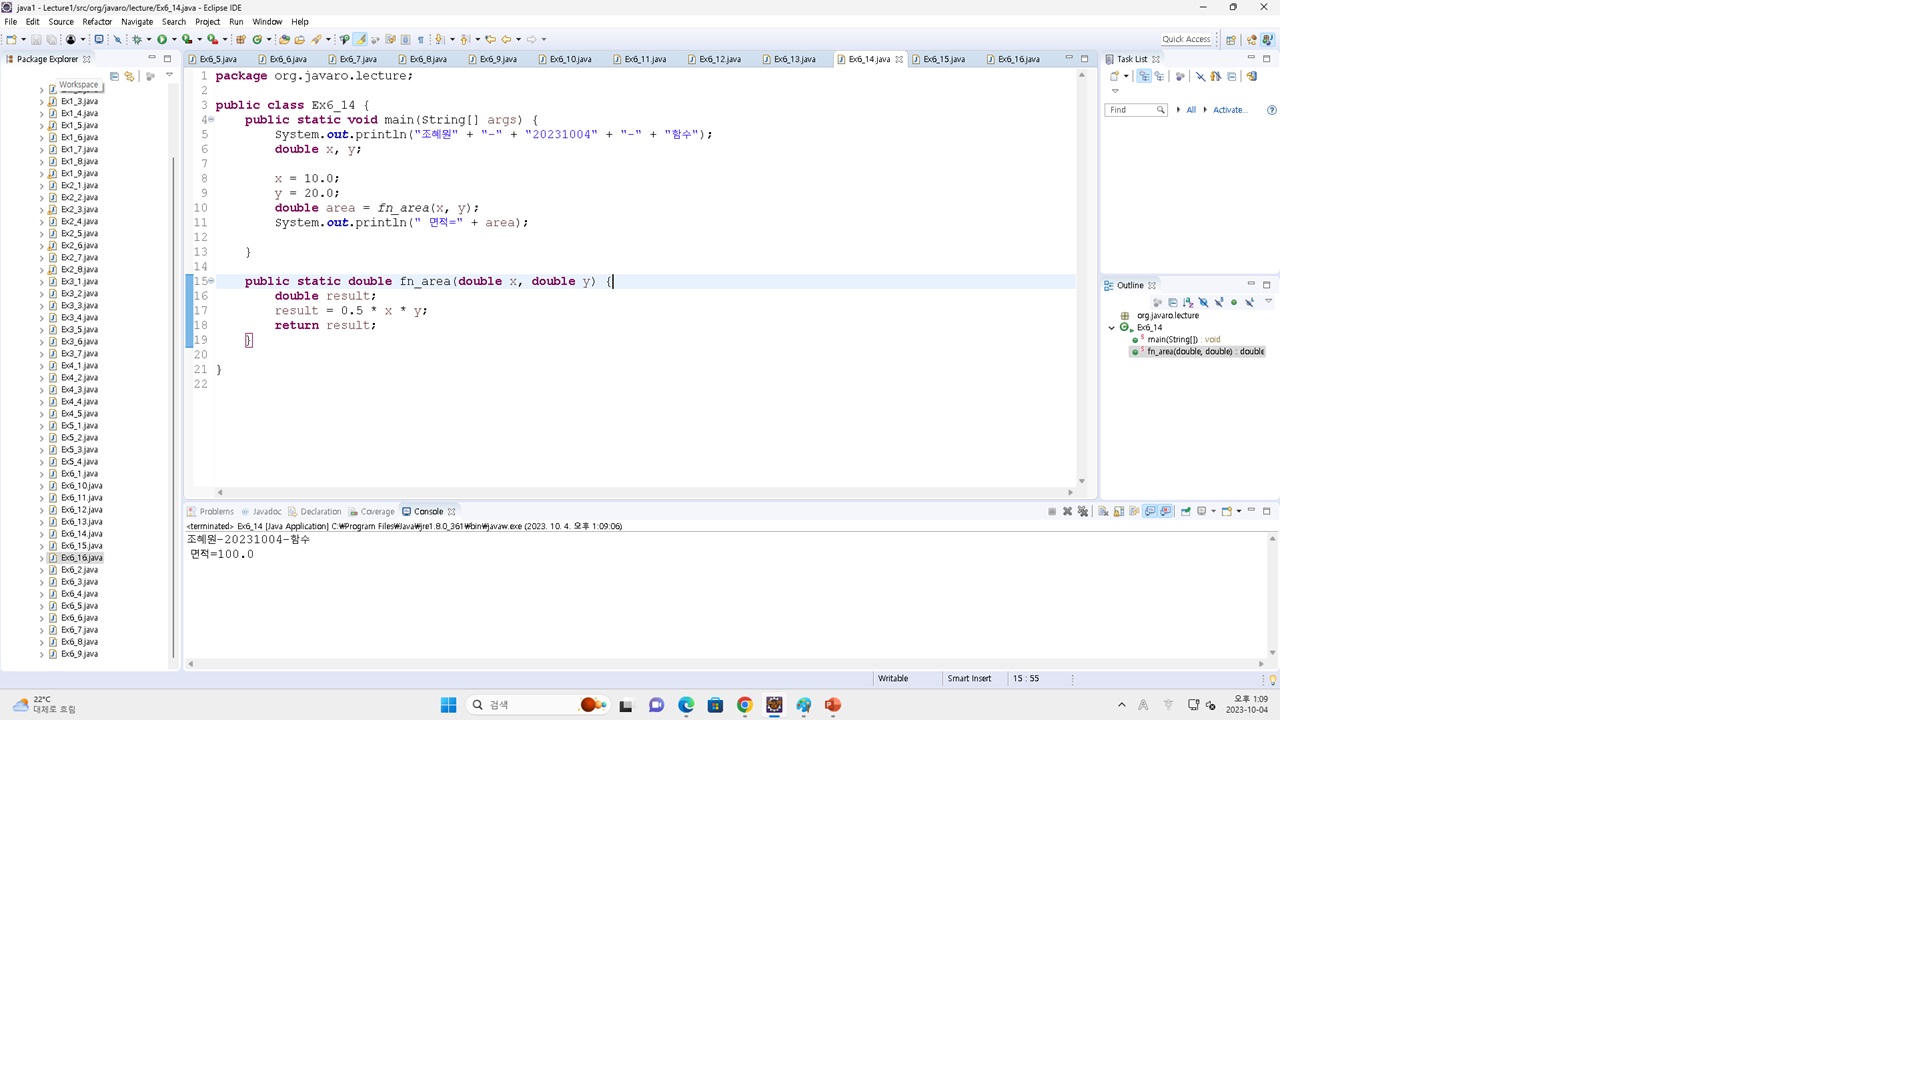 java1 - Lecture1/src/org/javaro/lecture/Ex6_14.java - Eclipse IDE
File Edit Source Refactor Navigate Search Project Run Window Help
Quick Access
Package Explorer
Workspace
Ex1_3.java
Ex1_4.java
Ex1_5.java
Ex1_6.java
Ex1_7.java
Ex1_8.java
Ex1_9.java
Ex2_1.java
Ex2_2.java
Ex2_3.java
Ex2_4.java
Ex2_5.java
Ex2_6.java
Ex2_7.java
Ex2_8.java
Ex3_1.java
Ex3_2.java
Ex3_3.java
Ex3_4.java
Ex3_5.java
Ex3_6.java
Ex3_7.java
Ex4_1.java
Ex4_2.java
Ex4_3.java
Ex4_4.java
Ex4_5.java
Ex5_1.java
Ex5_2.java
Ex5_3.java
Ex5_4.java
Ex6_1.java
Ex6_10.java
Ex6_11.java
Ex6_12.java
Ex6_13.java
Ex6_14.java
Ex6_15.java
Ex6_16.java
Ex6_2.java
Ex6_3.java
Ex6_4.java
Ex6_5.java
Ex6_6.java
Ex6_7.java
Ex6_8.java
Ex6_9.java
Ex6_5.java Ex6_6.java Ex6_7.java Ex6_8.java Ex6_9.java Ex6_10.java Ex6_11.java Ex6_12.java Ex6_13.java Ex6_14.java Ex6_15.java Ex6_16.java
1 package org.javaro.lecture;
2
3 public class Ex6_14 {
4 public static void main(String[] args) {
5 System.out.println("조혜원" + "-" + "20231004" + "-" + "함수");
6 double x, y;
7
8 x = 10.0;
9 y = 20.0;
10 double area = fn_area(x, y);
11 System.out.println(" 면적=" + area);
12
13 }
14
15 public static double fn_area(double x, double y) {
16 double result;
17 result = 0.5 * x * y;
18 return result;
19 }
20
21 }
22
Task List
Find All Activate...
Outline
org.javaro.lecture
Ex6_14
main(String[]) : void
fn_area(double, double) : double
Problems Javadoc Declaration Coverage Console
<terminated> Ex6_14 [Java Application] C:₩Program Files₩Java₩jre1.8.0_361₩bin₩javaw.exe (2023. 10. 4. 오후 1:09:06)
조혜원-20231004-함수
면적=100.0
Writable Smart Insert 15 : 55
22°C
대체로 흐림
검색
오후 1:09
2023-10-04